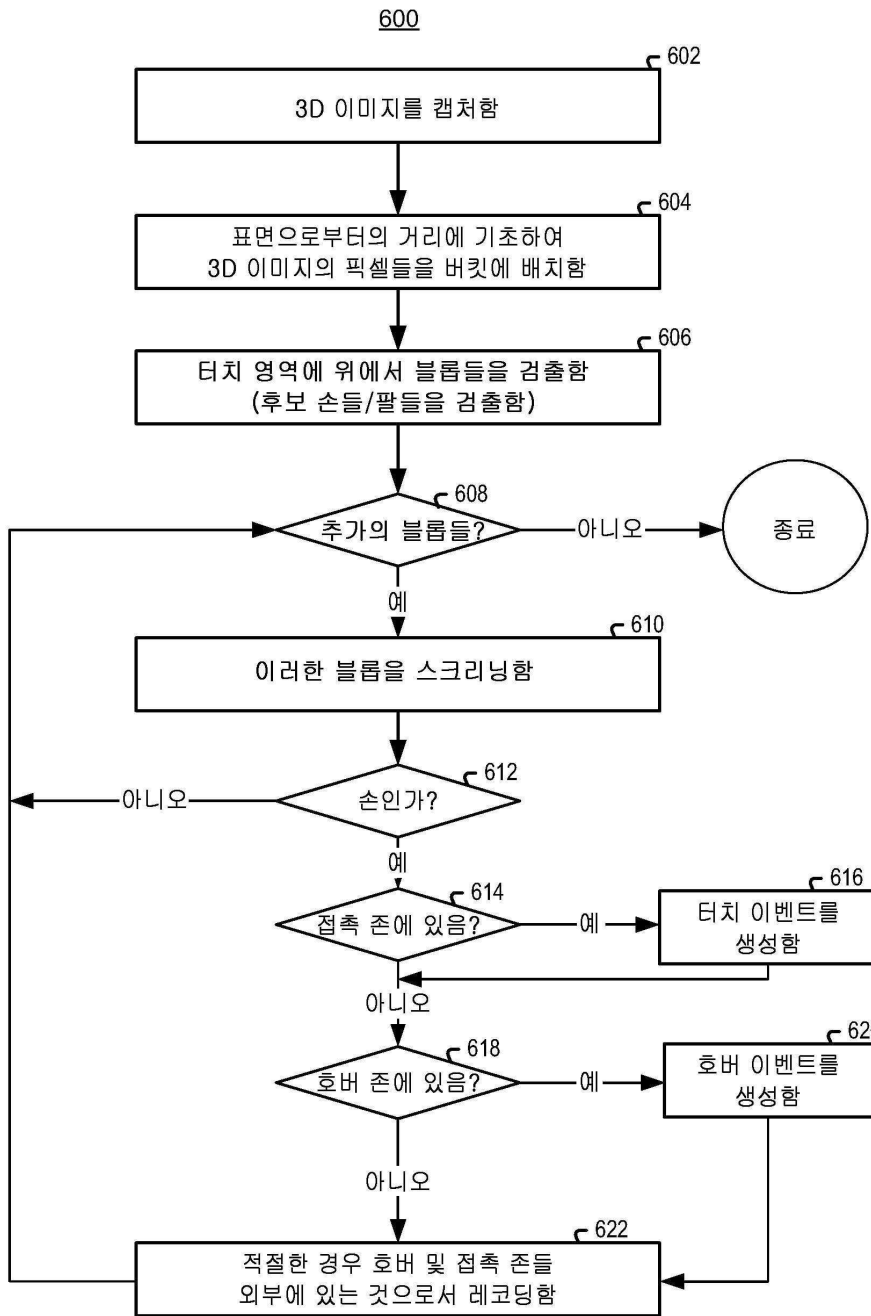 600
602
3D 이미지를 캡처함
604
표면으로부터의 거리에 기초하여
3D 이미지의 픽셀들을 버킷에 배치함
606
터치 영역에 위에서 블롭들을 검출함
(후보 손들/팔들을 검출함)
608
추가의 블롭들?
아니오
종료
예
610
이러한 블롭을 스크리닝함
612
손인가?
아니오
예
614
접촉 존에 있음?
예
616
터치 이벤트를
생성함
아니오
618
호버 존에 있음?
예
62
호버 이벤트를
생성함
아니오
622
적절한 경우 호버 및 접촉 존들
외부에 있는 것으로서 레코딩함